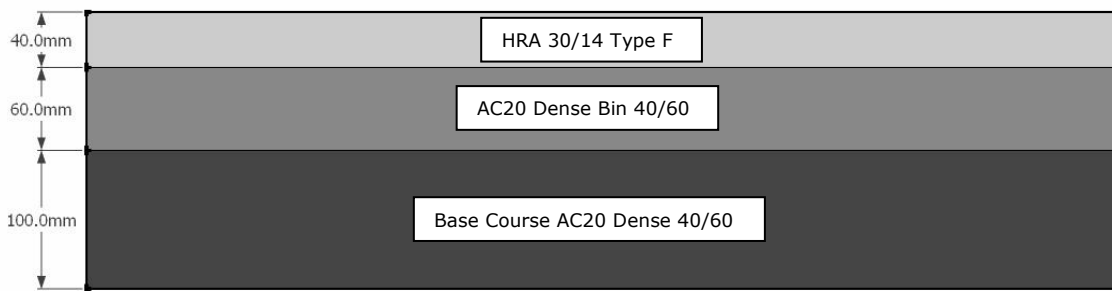 40.0mm
HRA 30/14 Type F
60.0mm
AC20 Dense Bin 40/60
100.0mm
Base Course AC20 Dense 40/60